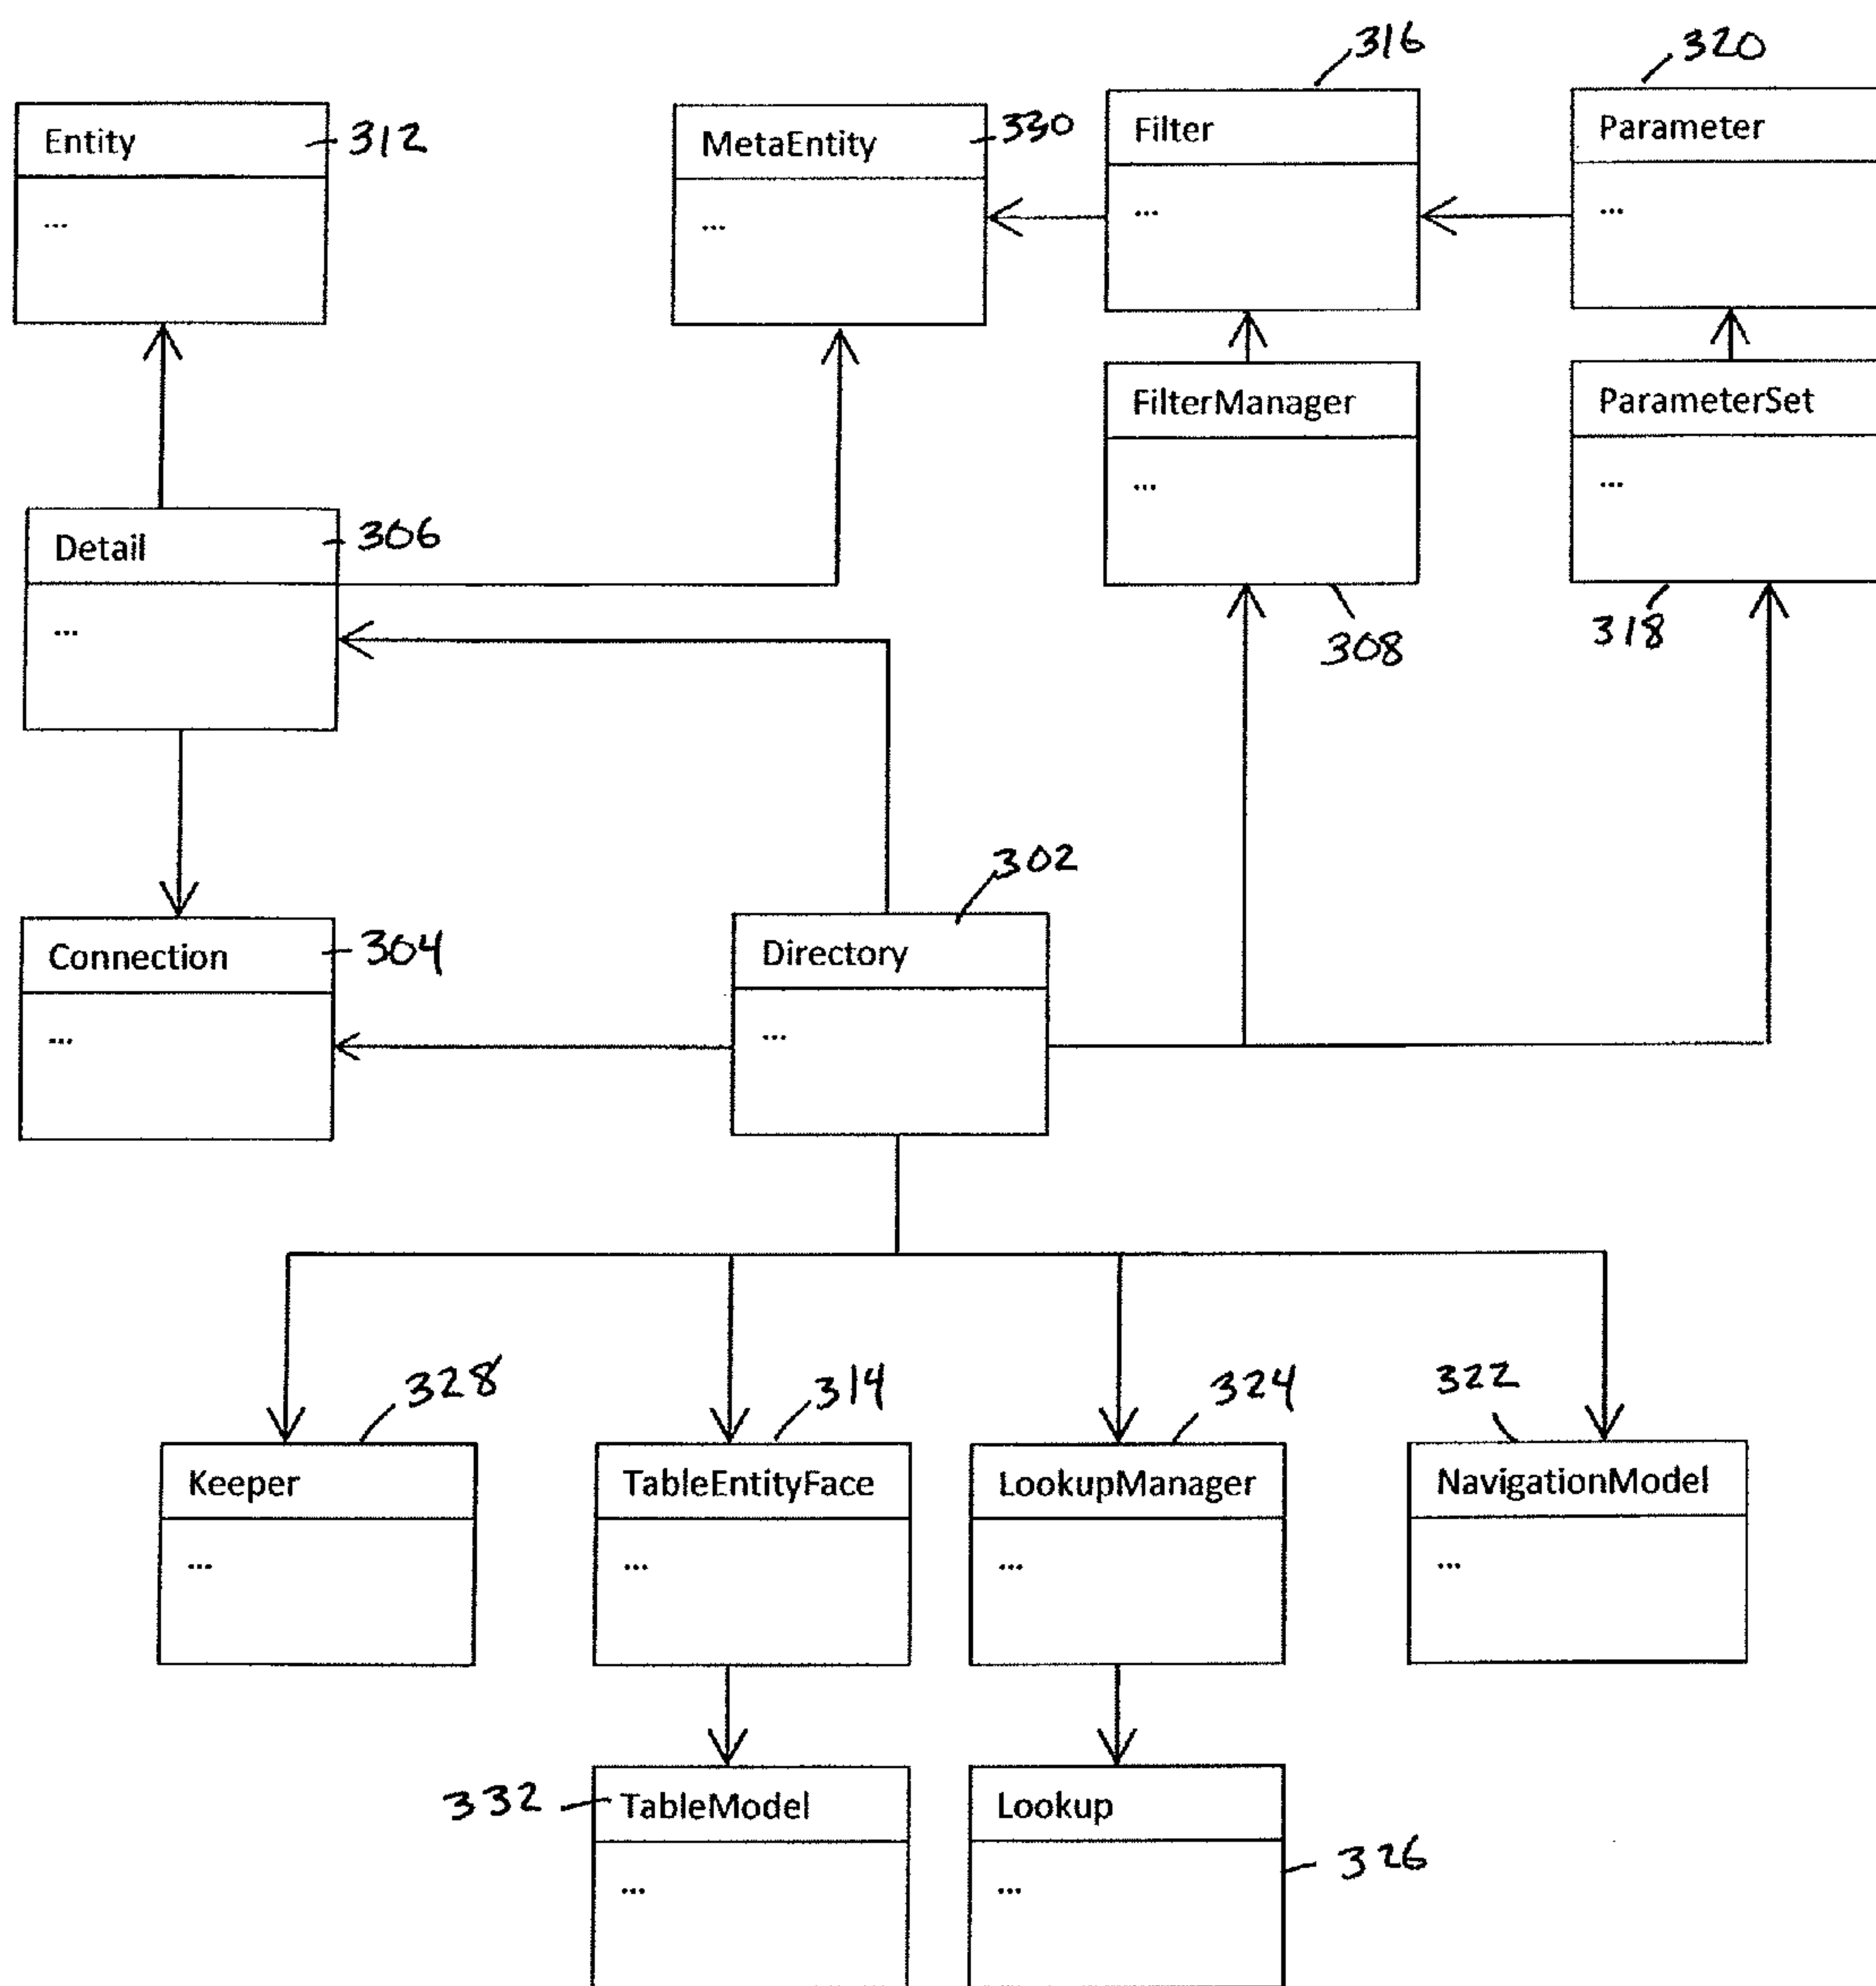 316
320
Entity
312
MetaEntity
330
Filter
Parameter
...
...
...
...
FilterManager
ParameterSet
...
...
Detail
306
...
308
318
302
Connection
304
Directory
...
...
328
314
324
322
Keeper
TableEntityFace
LookupManager
NavigationModel
...
...
...
...
332
TableModel
Lookup
...
...
326